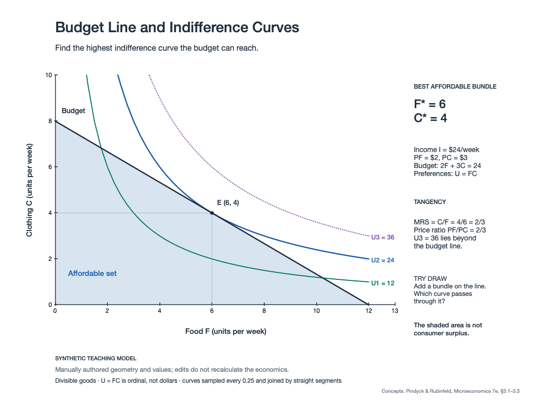 Budget Line and Indifference Curves
Find the highest indifference curve the budget can reach.
BEST AFFORDABLE BUNDLE
F* = 6
C* = 4
Income I = $24/week
PF = $2, PC = $3
Budget: 2F + 3C = 24
Preferences: U = FC
TANGENCY
MRS = C/F = 4/6 = 2/3
Price ratio PF/PC = 2/3
U3 = 36 lies beyond
the budget line.
TRY DRAW
Add a bundle on the line.
Which curve passes
through it?
The shaded area is not
consumer surplus.
Clothing C (units per week)
10
8
6
4
2
0
Budget
E (6, 4)
U3 = 36
U2 = 24
U1 = 12
Affordable set
0 2 4 6 8 10 12 13
Food F (units per week)
SYNTHETIC TEACHING MODEL
Manually authored geometry and values; edits do not recalculate the economics.
Divisible goods · U = FC is ordinal, not dollars · curves sampled every 0.25 and joined by straight segments
Concepts: Pindyck & Rubinfeld, Microeconomics 7e, §3.1–3.3